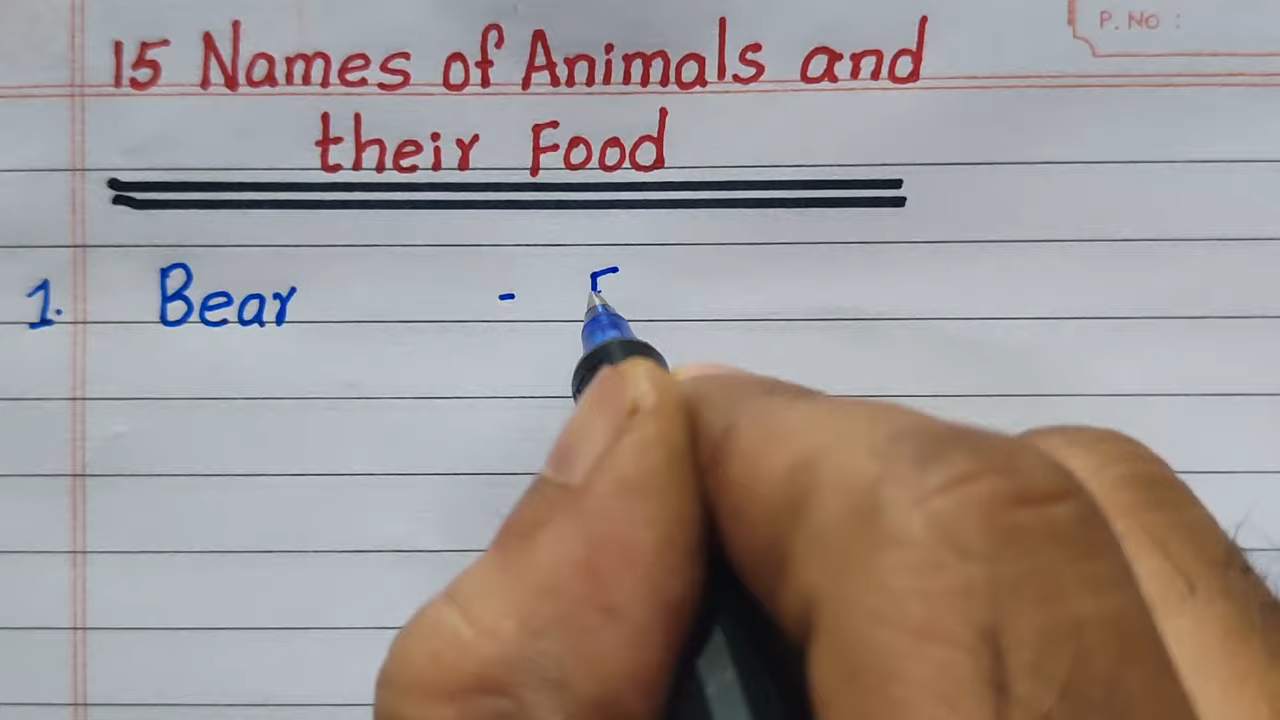 P. No :
15 Names of Animals and
their Food
1. Bear -